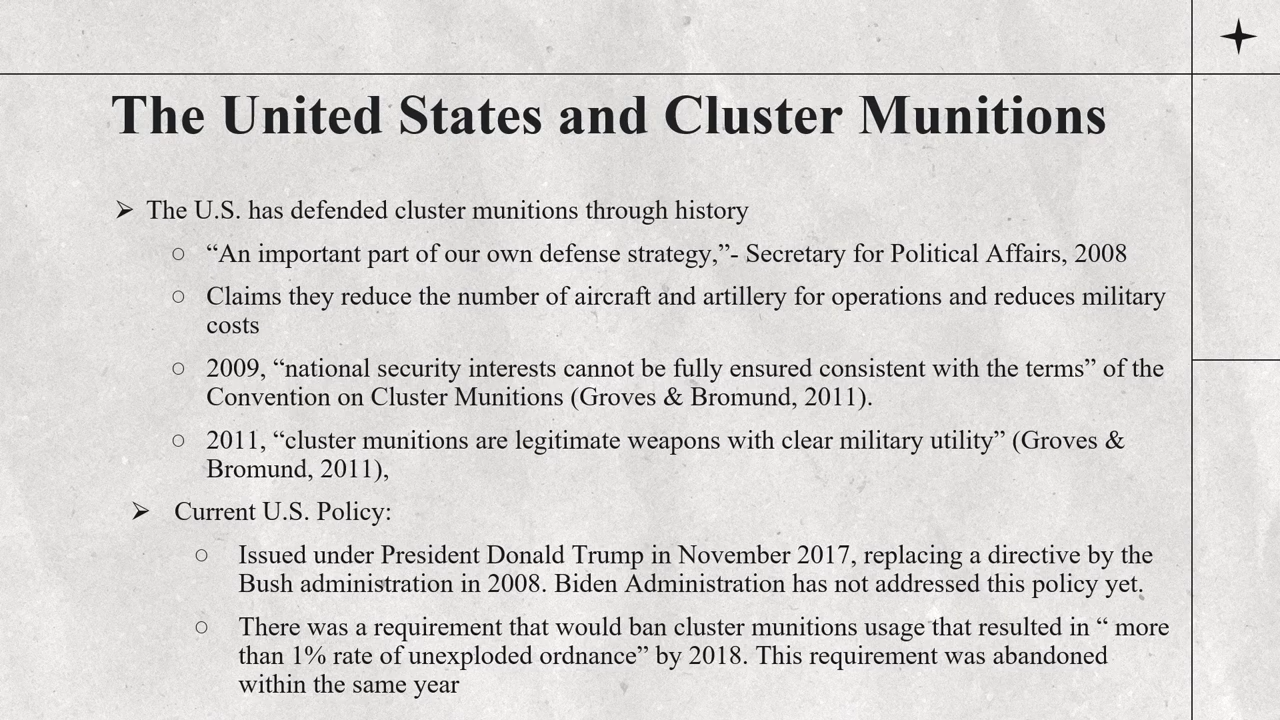 The United States and Cluster Munitions
➢ The U.S. has defended cluster munitions through history
○ “An important part of our own defense strategy,”- Secretary for Political Affairs, 2008
○ Claims they reduce the number of aircraft and artillery for operations and reduces military
costs
○ 2009, “national security interests cannot be fully ensured consistent with the terms” of the
Convention on Cluster Munitions (Groves & Bromund, 2011).
○ 2011, “cluster munitions are legitimate weapons with clear military utility” (Groves &
Bromund, 2011),
➢ Current U.S. Policy:
○ Issued under President Donald Trump in November 2017, replacing a directive by the
Bush administration in 2008. Biden Administration has not addressed this policy yet.
○ There was a requirement that would ban cluster munitions usage that resulted in “ more
than 1% rate of unexploded ordnance” by 2018. This requirement was abandoned
within the same year